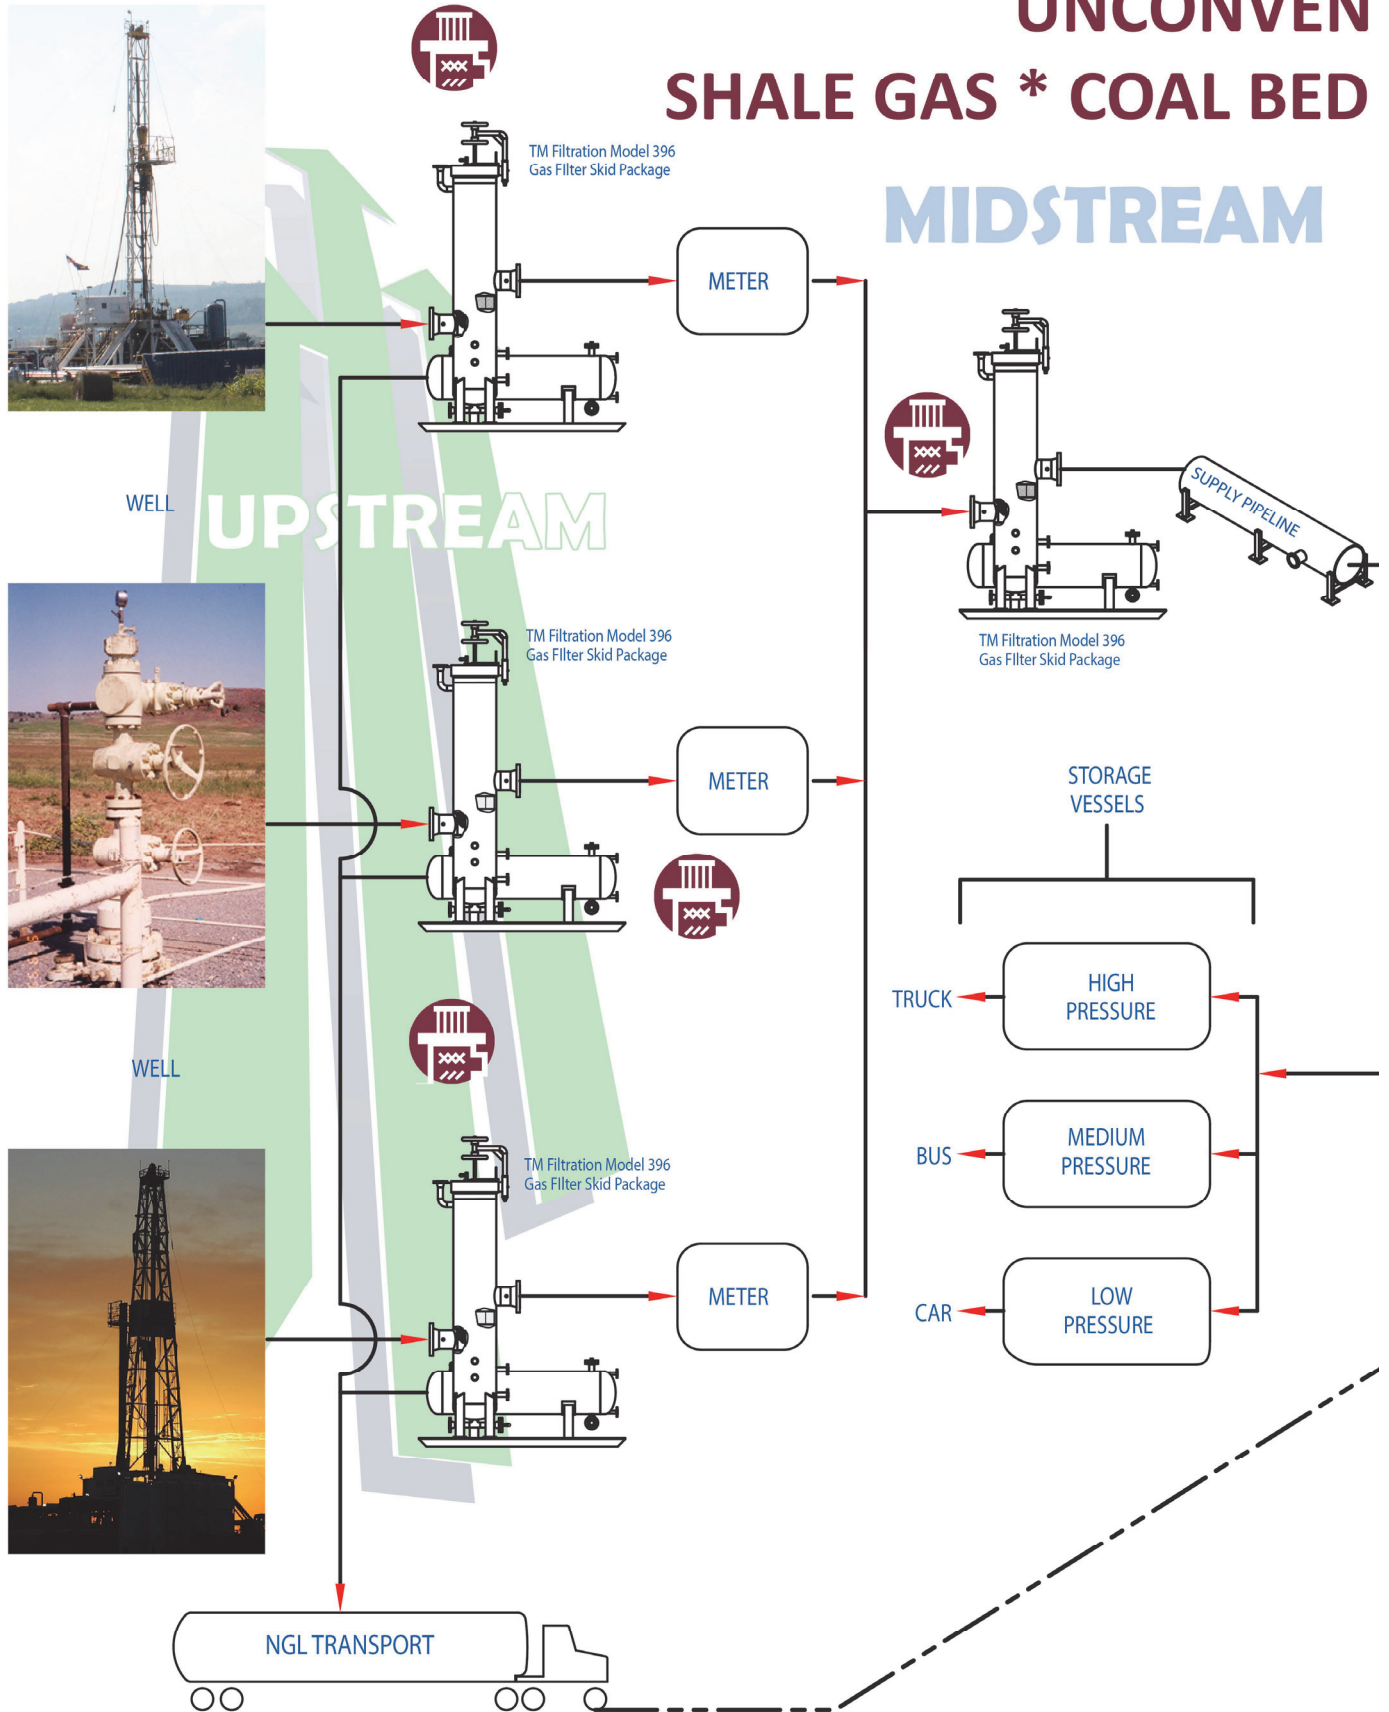 UNCONVEN
SHALE GAS * COAL BED
TM Filtration Model 396
Gas FIlter Skid Package
MIDSTREAM
METER
WELL
UPSTREAM
SUPPLY PIPELINE
TM Filtration Model 396
Gas FIlter Skid Package
TM Filtration Model 396
Gas FIlter Skid Package
METER
STORAGE
VESSELS
TRUCK
HIGH
PRESSURE
WELL
BUS
MEDIUM
PRESSURE
TM Filtration Model 396
Gas FIlter Skid Package
METER
CAR
LOW
PRESSURE
NGL TRANSPORT